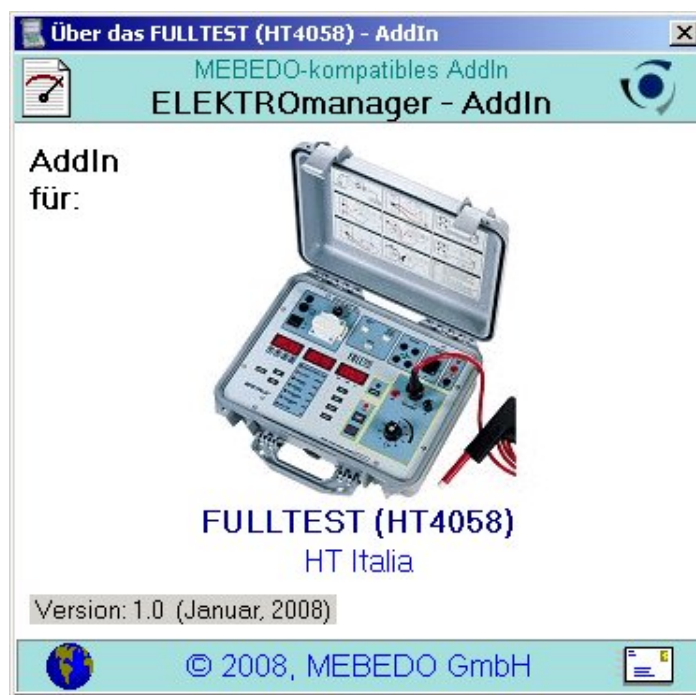 Über das FULLTEST (HT4058) - AddIn
MEBEDO-kompatibles AddIn
ELEKTROmanager - AddIn
AddIn
für:
FULLTEST (HT4058)
HT Italia
Version: 1.0 (Januar, 2008)
© 2008, MEBEDO GmbH